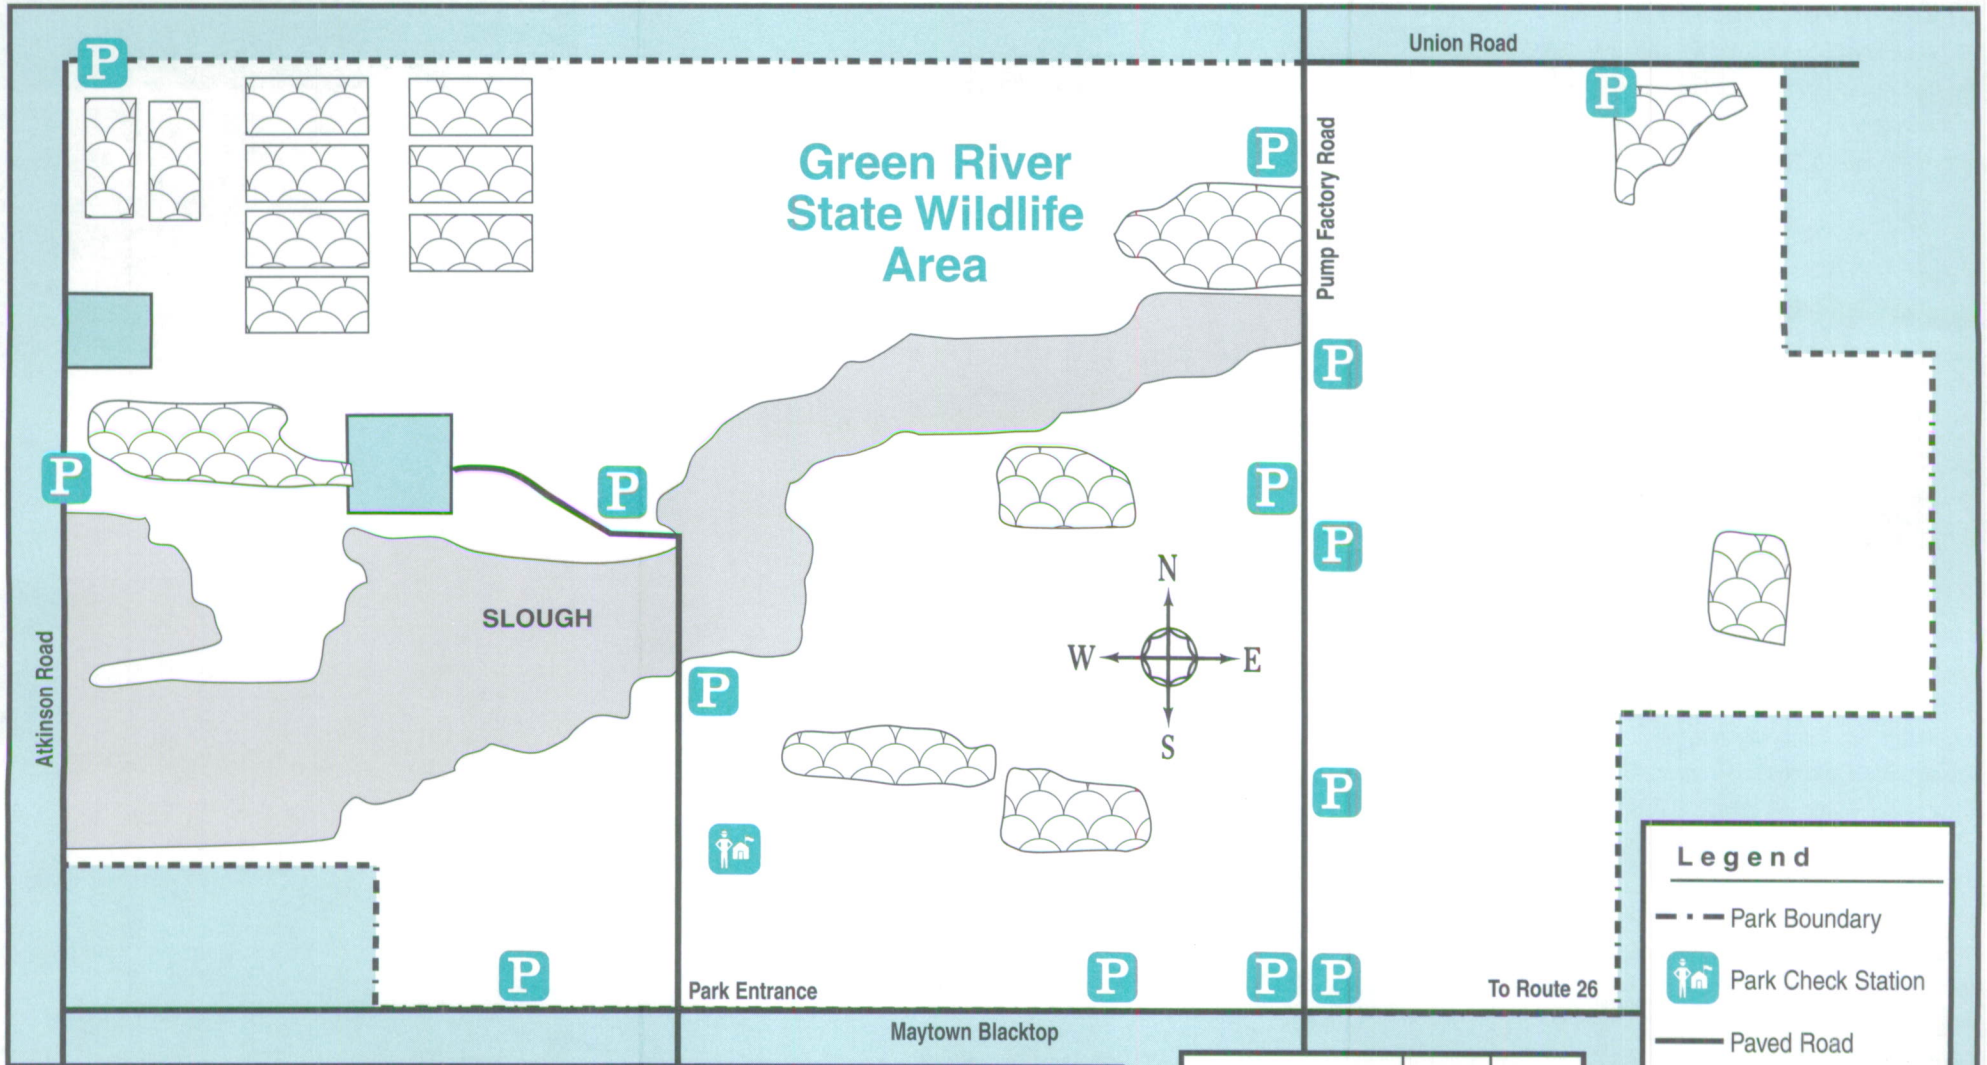 Union Road
P
P
P
Green River
State Wildlife
Area
Pump Factory Road
P
P
P
P
P
N
W
E
S
SLOUGH
Atkinson Road
P
P
Legend
Park Boundary
Park Check Station
Paved Road
P
P
P
P
Park Entrance
To Route 26
Maytown Blacktop